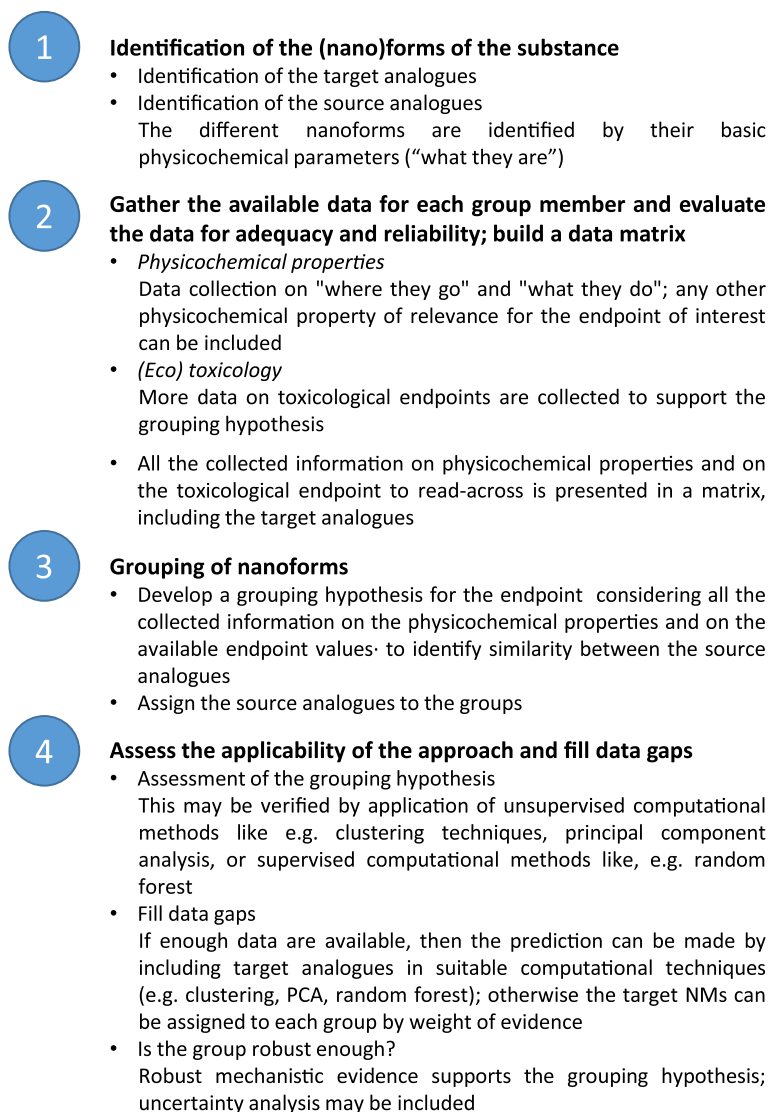 1
Identification of the (nano)forms of the substance
• Identification of the target analogues
• Identification of the source analogues
The different nanoforms are identified by their basic
physicochemical parameters (“what they are”)
2
Gather the available data for each group member and evaluate
the data for adequacy and reliability; build a data matrix
• Physicochemical properties
Data collection on "where they go" and "what they do"; any other
physicochemical property of relevance for the endpoint of interest
can be included
• (Eco) toxicology
More data on toxicological endpoints are collected to support the
grouping hypothesis
• All the collected information on physicochemical properties and on
the toxicological endpoint to read-across is presented in a matrix,
including the target analogues
3
Grouping of nanoforms
• Develop a grouping hypothesis for the endpoint considering all the
collected information on the physicochemical properties and on the
available endpoint values· to identify similarity between the source
analogues
• Assign the source analogues to the groups
4
Assess the applicability of the approach and fill data gaps
• Assessment of the grouping hypothesis
This may be verified by application of unsupervised computational
methods like e.g. clustering techniques, principal component
analysis, or supervised computational methods like, e.g. random
forest
• Fill data gaps
If enough data are available, then the prediction can be made by
including target analogues in suitable computational techniques
(e.g. clustering, PCA, random forest); otherwise the target NMs can
be assigned to each group by weight of evidence
• Is the group robust enough?
Robust mechanistic evidence supports the grouping hypothesis;
uncertainty analysis may be included